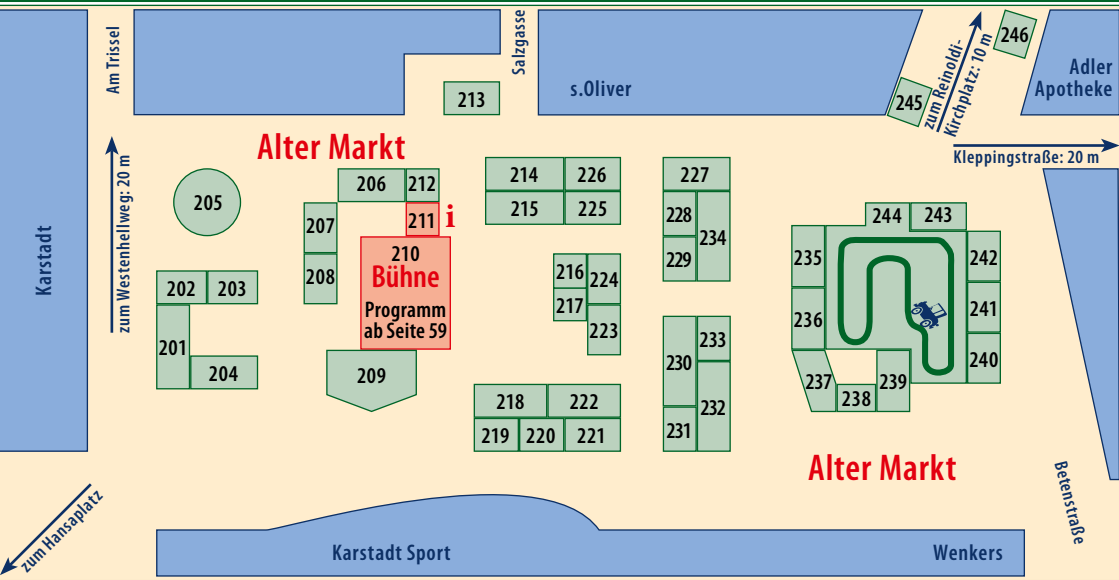 Am Trissel
Salzgasse
s.Oliver
246
Adler
Apotheke
245
zum Reinoldi-
Kirchplatz: 10 m
213
Kleppingstraße: 20 m
Alter Markt
zum Westenhellweg: 20 m
Karstadt
205
206
212
207
211
i
208
210
Bühne
Programm
ab Seite 59
209
202
203
201
204
214
226
215
225
216
224
217
223
218
222
219
220
221
227
228
234
229
230
233
232
231
244
243
235
242
236
241
240
237
239
238
Alter Markt
Betenstraße
zum Hansaplatz
Karstadt Sport
Wenkers